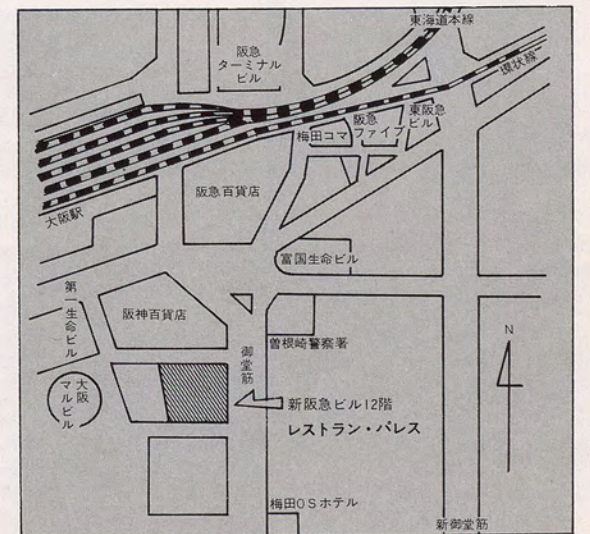 東海道本線
阪急
ターミナル
ビル
環状線
梅田コマ
阪急
ファイブ
東阪急
ビル
阪急百貨店
大阪駅
富国生命ビル
第一生命ビル
阪神百貨店
曽根崎警察署
御堂筋
N
大阪
マルビル
新阪急ビル12階
レストラン・パレス
梅田OSホテル
新御堂筋